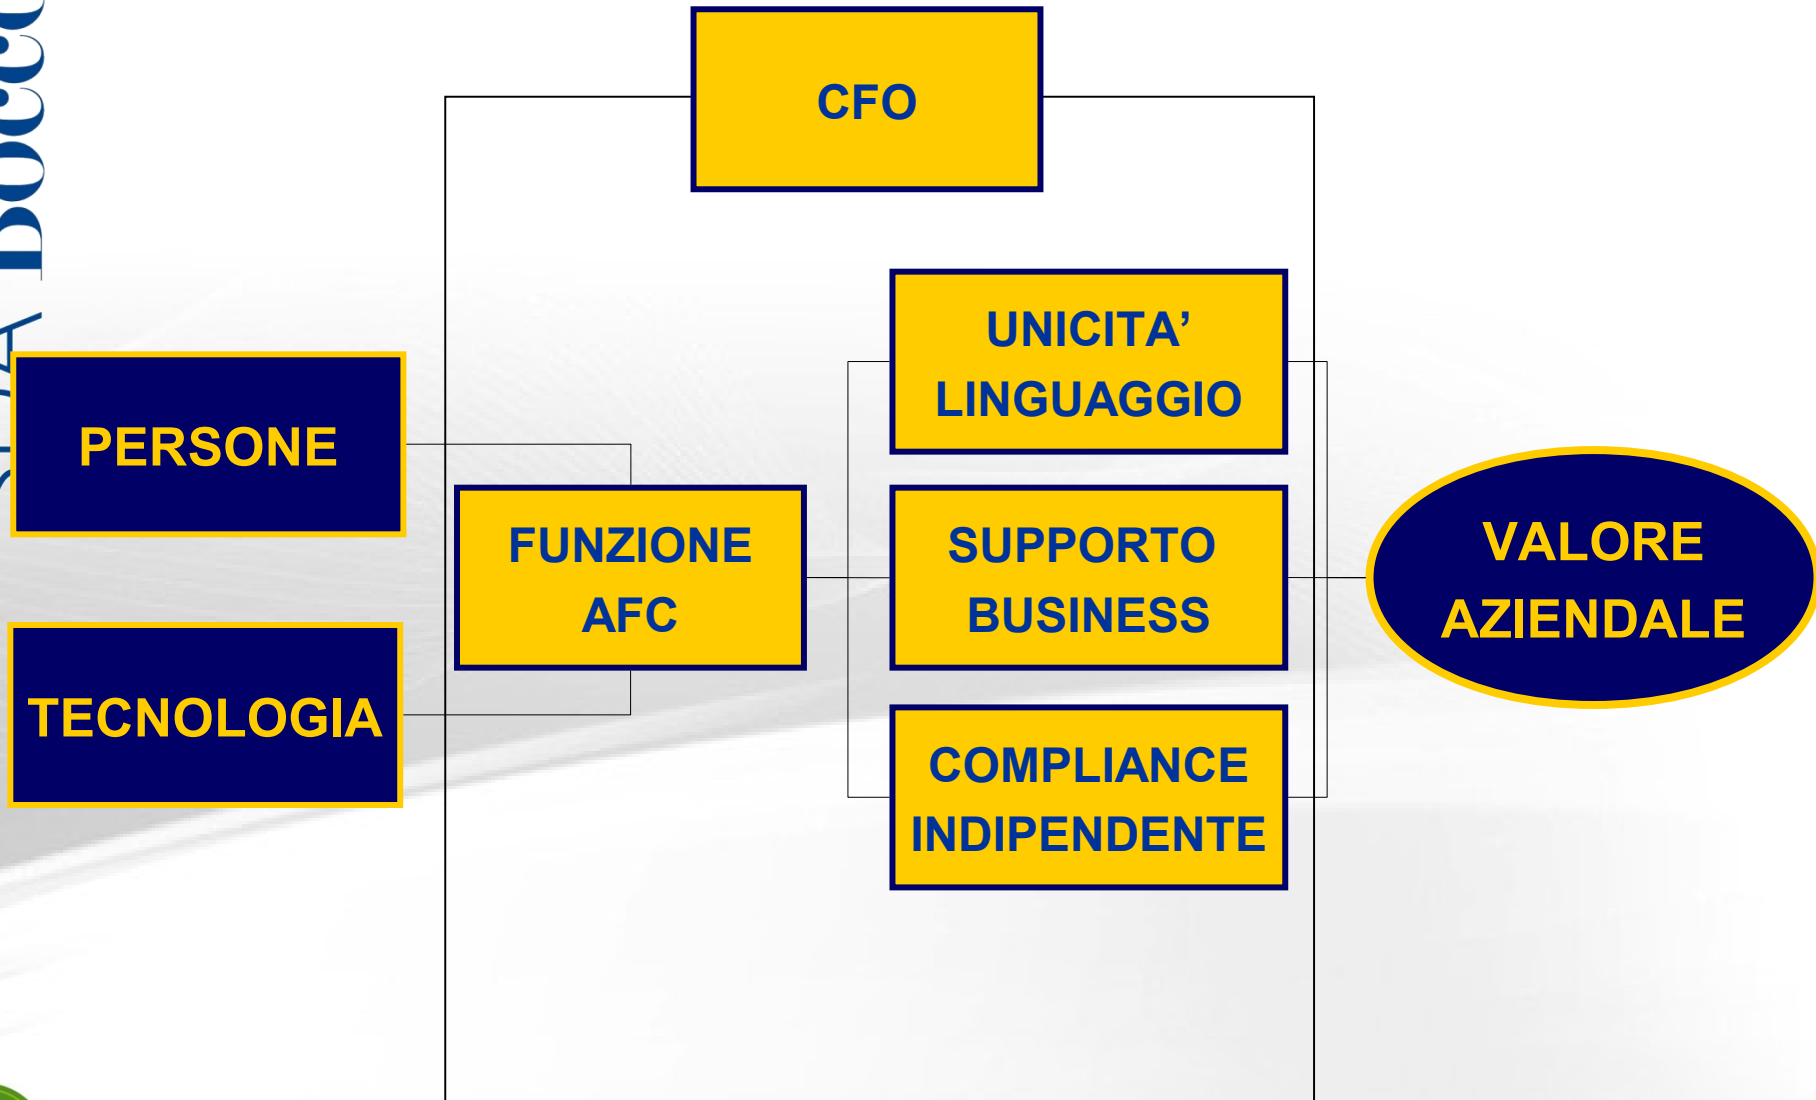 CFO
UNICITA’
LINGUAGGIO
PERSONE
FUNZIONE
AFC
SUPPORTO
BUSINESS
VALORE
AZIENDALE
TECNOLOGIA
COMPLIANCE
INDIPENDENTE